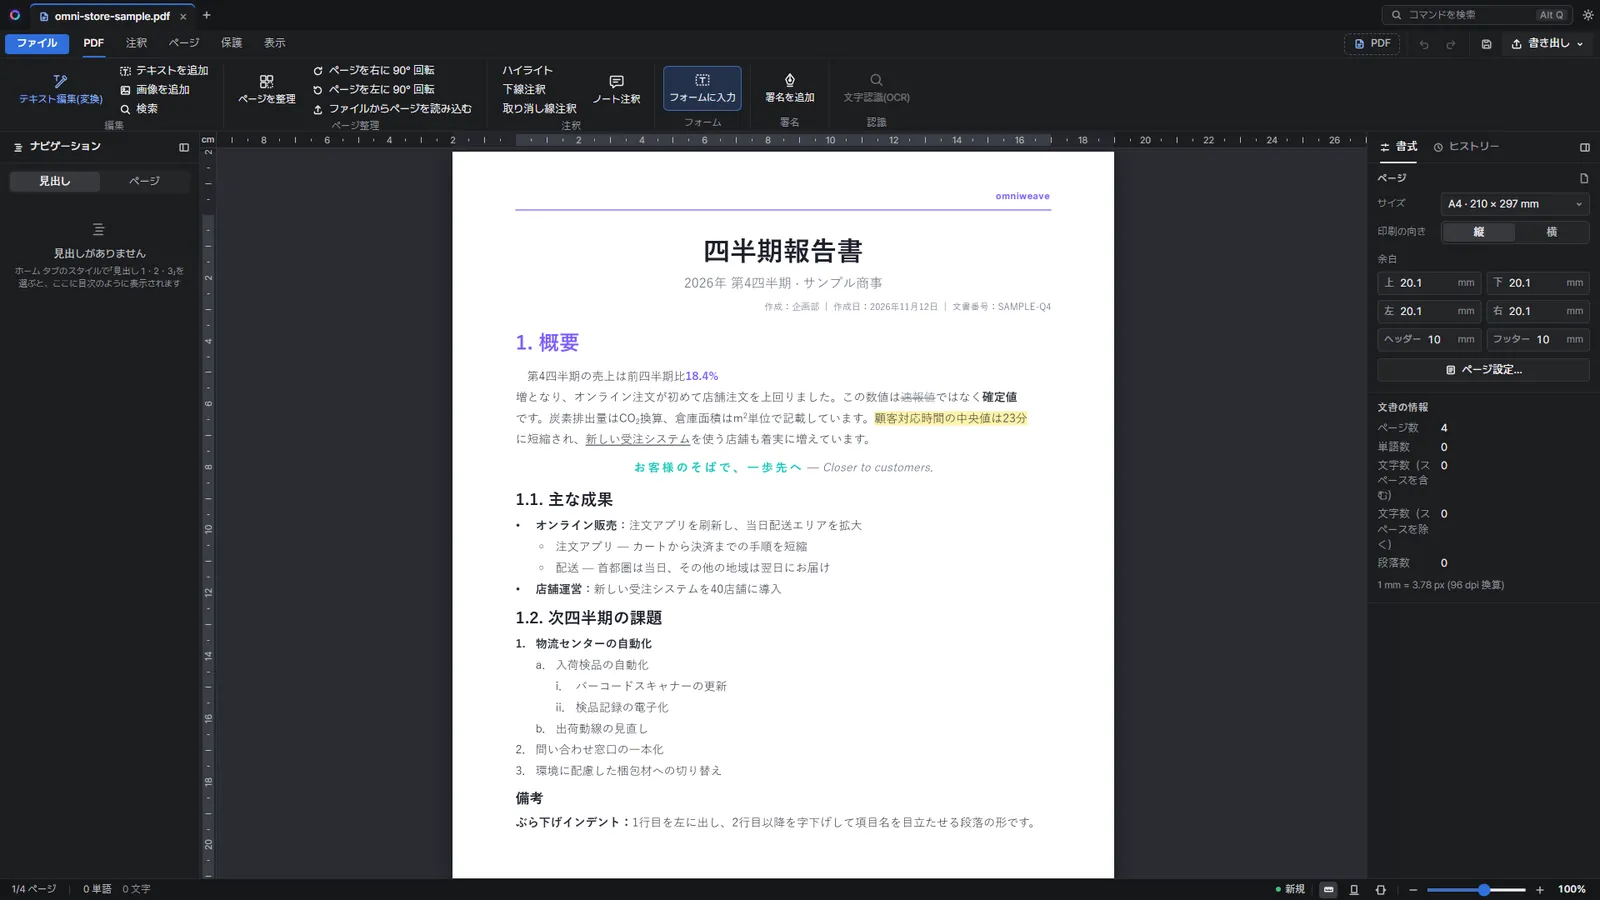 omni-store-sample.pdf
コマンドを検索
Alt Q
ファイル
PDF
注釈
ページ
保護
表示
PDF
書き出し
テキスト編集(変換)
テキストを追加
画像を追加
検索
編集
ページを整理
ページを右に 90° 回転
ページを左に 90° 回転
ファイルからページを読み込む
ページ整理
ハイライト
下線注釈
取り消し線注釈
ノート注釈
注釈
フォームに入力
フォーム
署名を追加
署名
文字認識(OCR)
認識
ナビゲーション
見出し
ページ
見出しがありません
ホーム タブのスタイルで「見出し 1・2・3」を
選ぶと、ここに目次のように表示されます
cm
8 6 4 2 2 4 6 8 10 12 14 16 18 20 22 24 26
2
2
4
6
8
10
12
14
16
18
20
omniweave
四半期報告書
2026年 第4四半期 · サンプル商事
作成：企画部 | 作成日：2026年11月12日 | 文書番号：SAMPLE-Q4
1. 概要
第4四半期の売上は前四半期比18.4%
増となり、オンライン注文が初めて店舗注文を上回りました。この数値は速報値ではなく確定値
です。炭素排出量はCO₂換算、倉庫面積はm²単位で記載しています。顧客対応時間の中央値は23分
に短縮され、新しい受注システムを使う店舗も着実に増えています。
お客様のそばで、一歩先へ — Closer to customers.
1.1. 主な成果
• オンライン販売：注文アプリを刷新し、当日配送エリアを拡大
○ 注文アプリ — カートから決済までの手順を短縮
○ 配送 — 首都圏は当日、その他の地域は翌日にお届け
• 店舗運営：新しい受注システムを40店舗に導入
1.2. 次四半期の課題
1. 物流センターの自動化
a. 入荷検品の自動化
i. バーコードスキャナーの更新
ii. 検品記録の電子化
b. 出荷動線の見直し
2. 問い合わせ窓口の一本化
3. 環境に配慮した梱包材への切り替え
備考
ぶら下げインデント：1行目を左に出し、2行目以降を字下げして項目名を目立たせる段落の形です。
書式
ヒストリー
ページ
サイズ
A4 · 210 × 297 mm
印刷の向き
縦
横
余白
上 20.1 mm
下 20.1 mm
左 20.1 mm
右 20.1 mm
ヘッダー 10 mm
フッター 10 mm
ページ設定...
文書の情報
ページ数 4
単語数 0
文字数（ス 0
ペースを含
む）
文字数（ス 0
ペースを除
く）
段落数 0
1 mm = 3.78 px (96 dpi 換算)
1/4 ページ
0 単語
0 文字
新規
100%